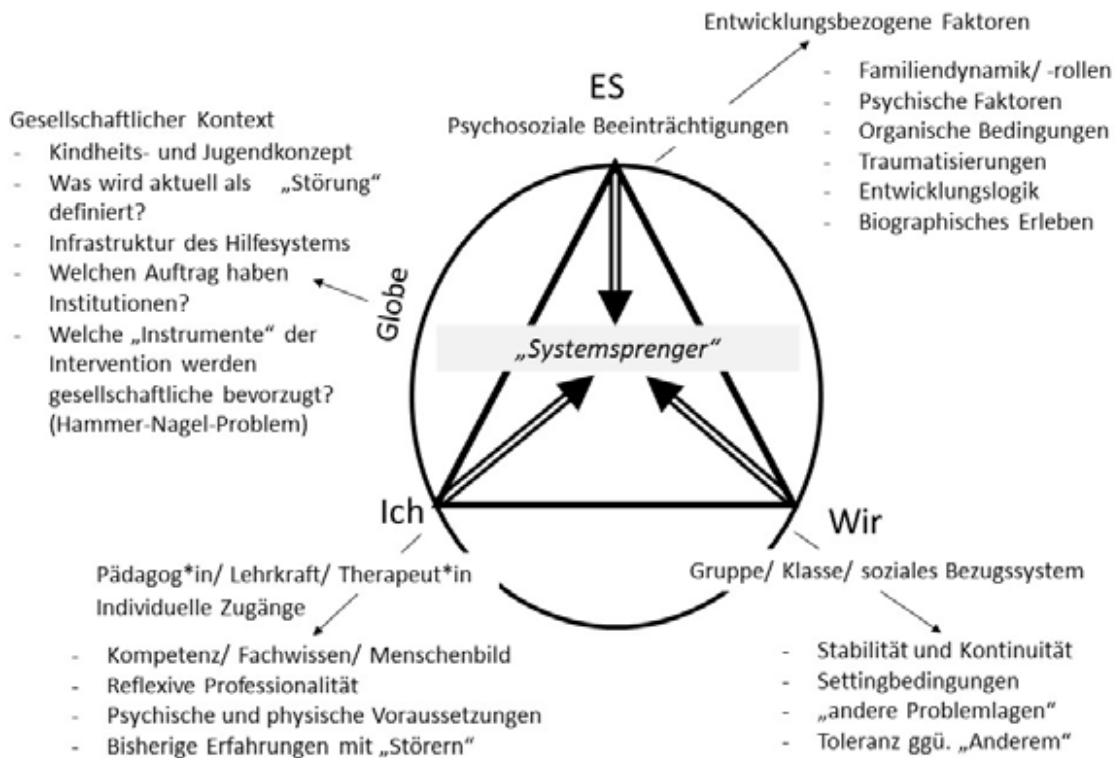 Entwicklungsbezogene Faktoren
- Familiendynamik/ -rollen
- Psychische Faktoren
- Organische Bedingungen
- Traumatisierungen
- Entwicklungslogik
- Biographisches Erleben
ES
Psychosoziale Beeinträchtigungen
Gesellschaftlicher Kontext
- Kindheits- und Jugendkonzept
- Was wird aktuell als „Störung“
definiert?
- Infrastruktur des Hilfesystems
- Welchen Auftrag haben
Institutionen?
- Welche „Instrumente“ der
Intervention werden
gesellschaftliche bevorzugt?
(Hammer-Nagel-Problem)
Globe
„Systemsprenger“
Ich
Pädagog*in/ Lehrkraft/ Therapeut*in
Individuelle Zugänge
- Kompetenz/ Fachwissen/ Menschenbild
- Reflexive Professionalität
- Psychische und physische Voraussetzungen
- Bisherige Erfahrungen mit „Störern“
Wir
Gruppe/ Klasse/ soziales Bezugssystem
- Stabilität und Kontinuität
- Settingbedingungen
- „andere Problemlagen“
- Toleranz ggü. „Anderem“